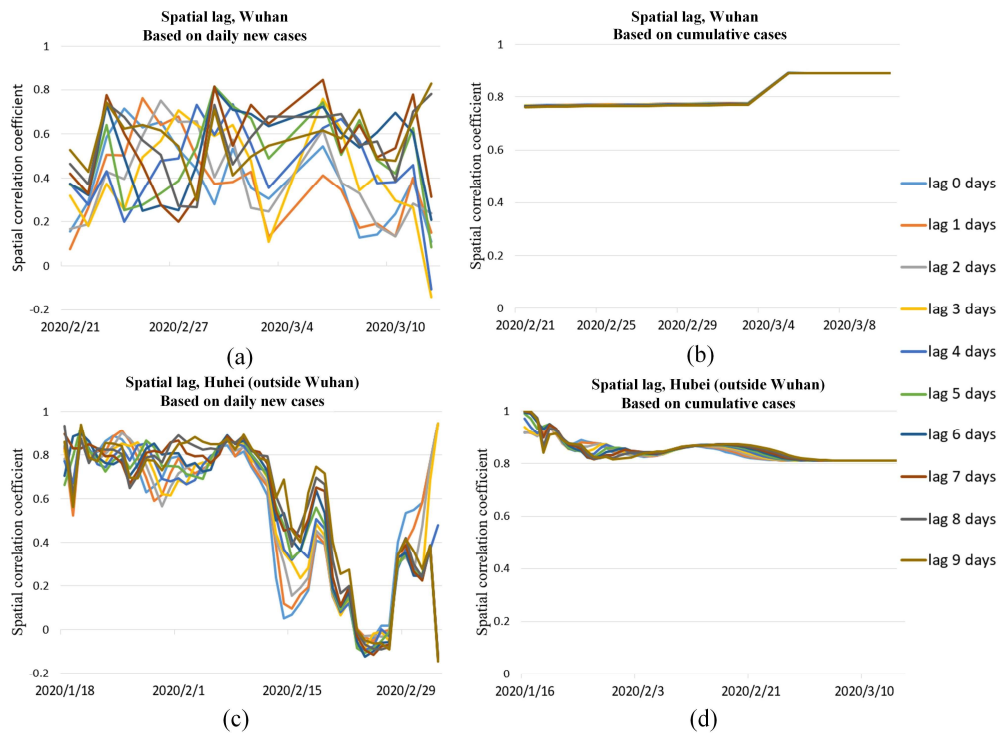 Spatial lag, Wuhan
Based on daily new cases
Spatial correlation coefficient
1
0.8
0.6
0.4
0.2
0
-0.2
2020/2/21
2020/2/27
2020/3/4
2020/3/10
(a)
Spatial lag, Wuhan
Based on cumulative cases
Spatial correlation coefficient
1
0.8
0.6
0.4
0.2
0
2020/2/21
2020/2/25
2020/2/29
2020/3/4
2020/3/8
(b)
lag 0 days
lag 1 days
lag 2 days
lag 3 days
lag 4 days
lag 5 days
lag 6 days
lag 7 days
lag 8 days
lag 9 days
Spatial lag, Huhei (outside Wuhan)
Based on daily new cases
Spatial correlation coefficient
1
0.8
0.6
0.4
0.2
0
0.2
2020/1/18
2020/2/1
2020/2/15
2020/2/29
(c)
Spatial lag, Hubei (outside Wuhan)
Based on cumulative cases
Spatial correlation coefficient
1
0.8
0.6
0.4
0.2
0
2020/1/16
2020/2/3
2020/2/21
2020/3/10
(d)